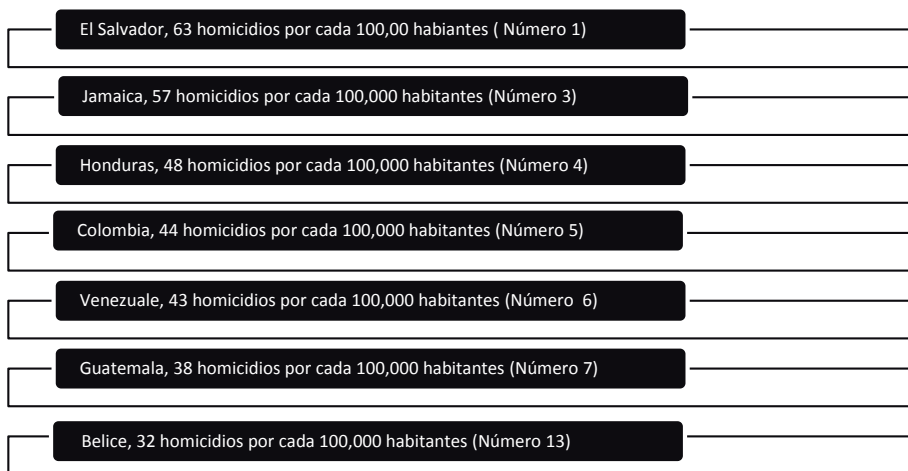 El Salvador, 63 homicidios por cada 100,00 habiantes ( Número 1)
Jamaica, 57 homicidios por cada 100,000 habitantes (Número 3)
Honduras, 48 homicidios por cada 100,000 habitantes (Número 4)
Colombia, 44 homicidios por cada 100,000 habitantes (Número 5)
Venezuale, 43 homicidios por cada 100,000 habitantes (Número  6)
Guatemala, 38 homicidios por cada 100,000 habitantes (Número 7)
Belice, 32 homicidios por cada 100,000 habitantes (Número 13)